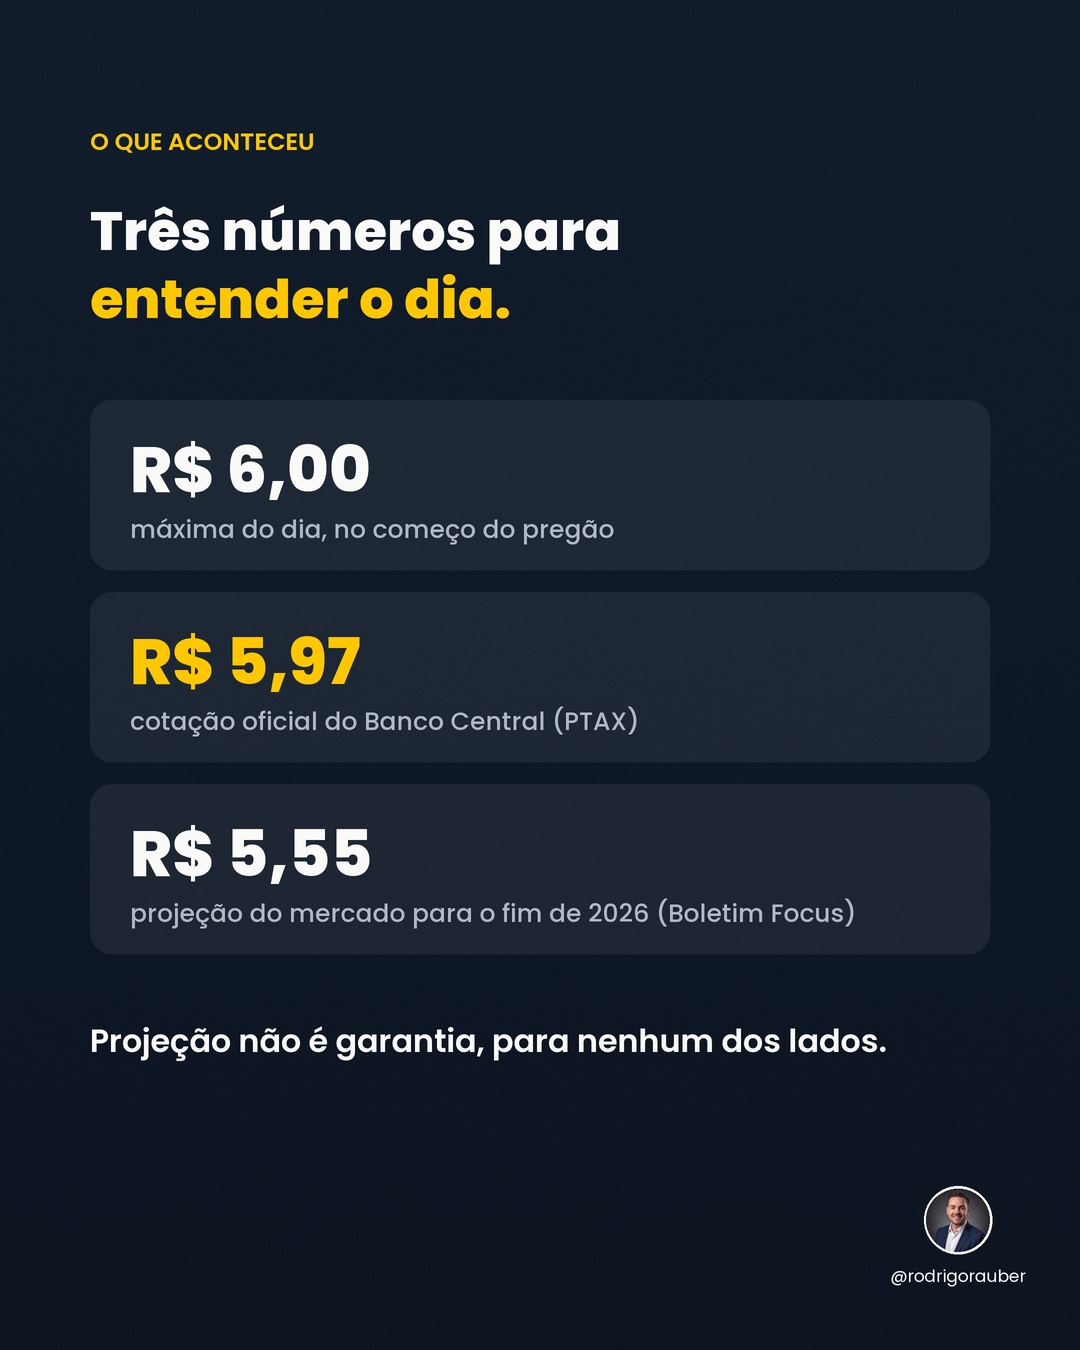 O QUE ACONTECEU
Três números para
entender o dia.
R$ 6,00
máxima do dia, no começo do pregão
R$ 5,97
cotação oficial do Banco Central (PTAX)
R$ 5,55
projeção do mercado para o fim de 2026 (Boletim Focus)
Projeção não é garantia, para nenhum dos lados.
@rodrigorauber